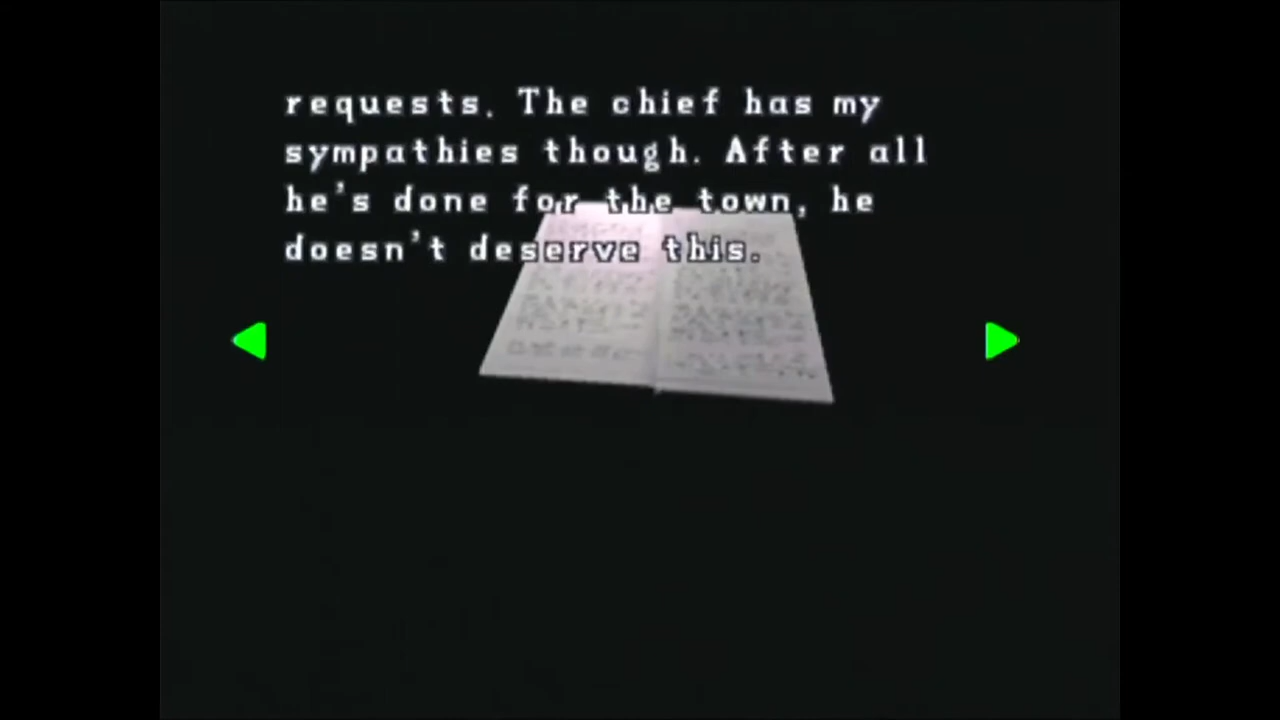 requests. The chief has my
sympathies though. After all
he's done for the town, he
doesn't deserve this.